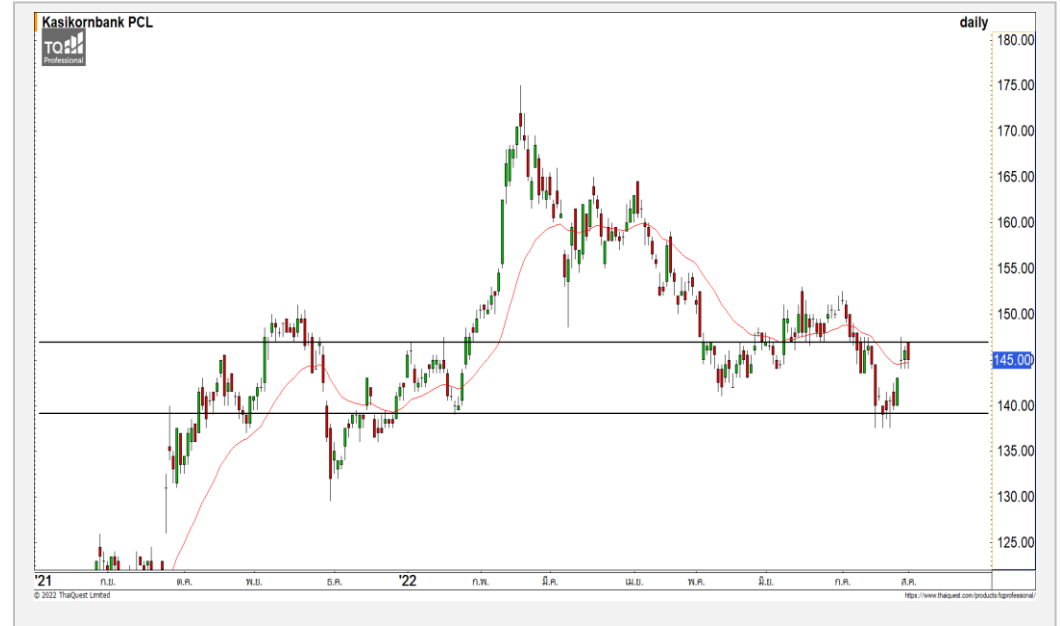 Kasikornbank PCL
daily
TQ
Professional
180.00
175.00
170.00
165.00
160.00
155.00
150.00
145.00
140.00
135.00
130.00
125.00
'21 ก.ย. ต.ค. พ.ย. ธ.ค. '22 ก.พ. มี.ค. เม.ย. พ.ค. มิ.ย. ก.ค. ส.ค.
© 2022 ThaiQuest Limited
https://www.thaiquest.com/products/tqprofessional/